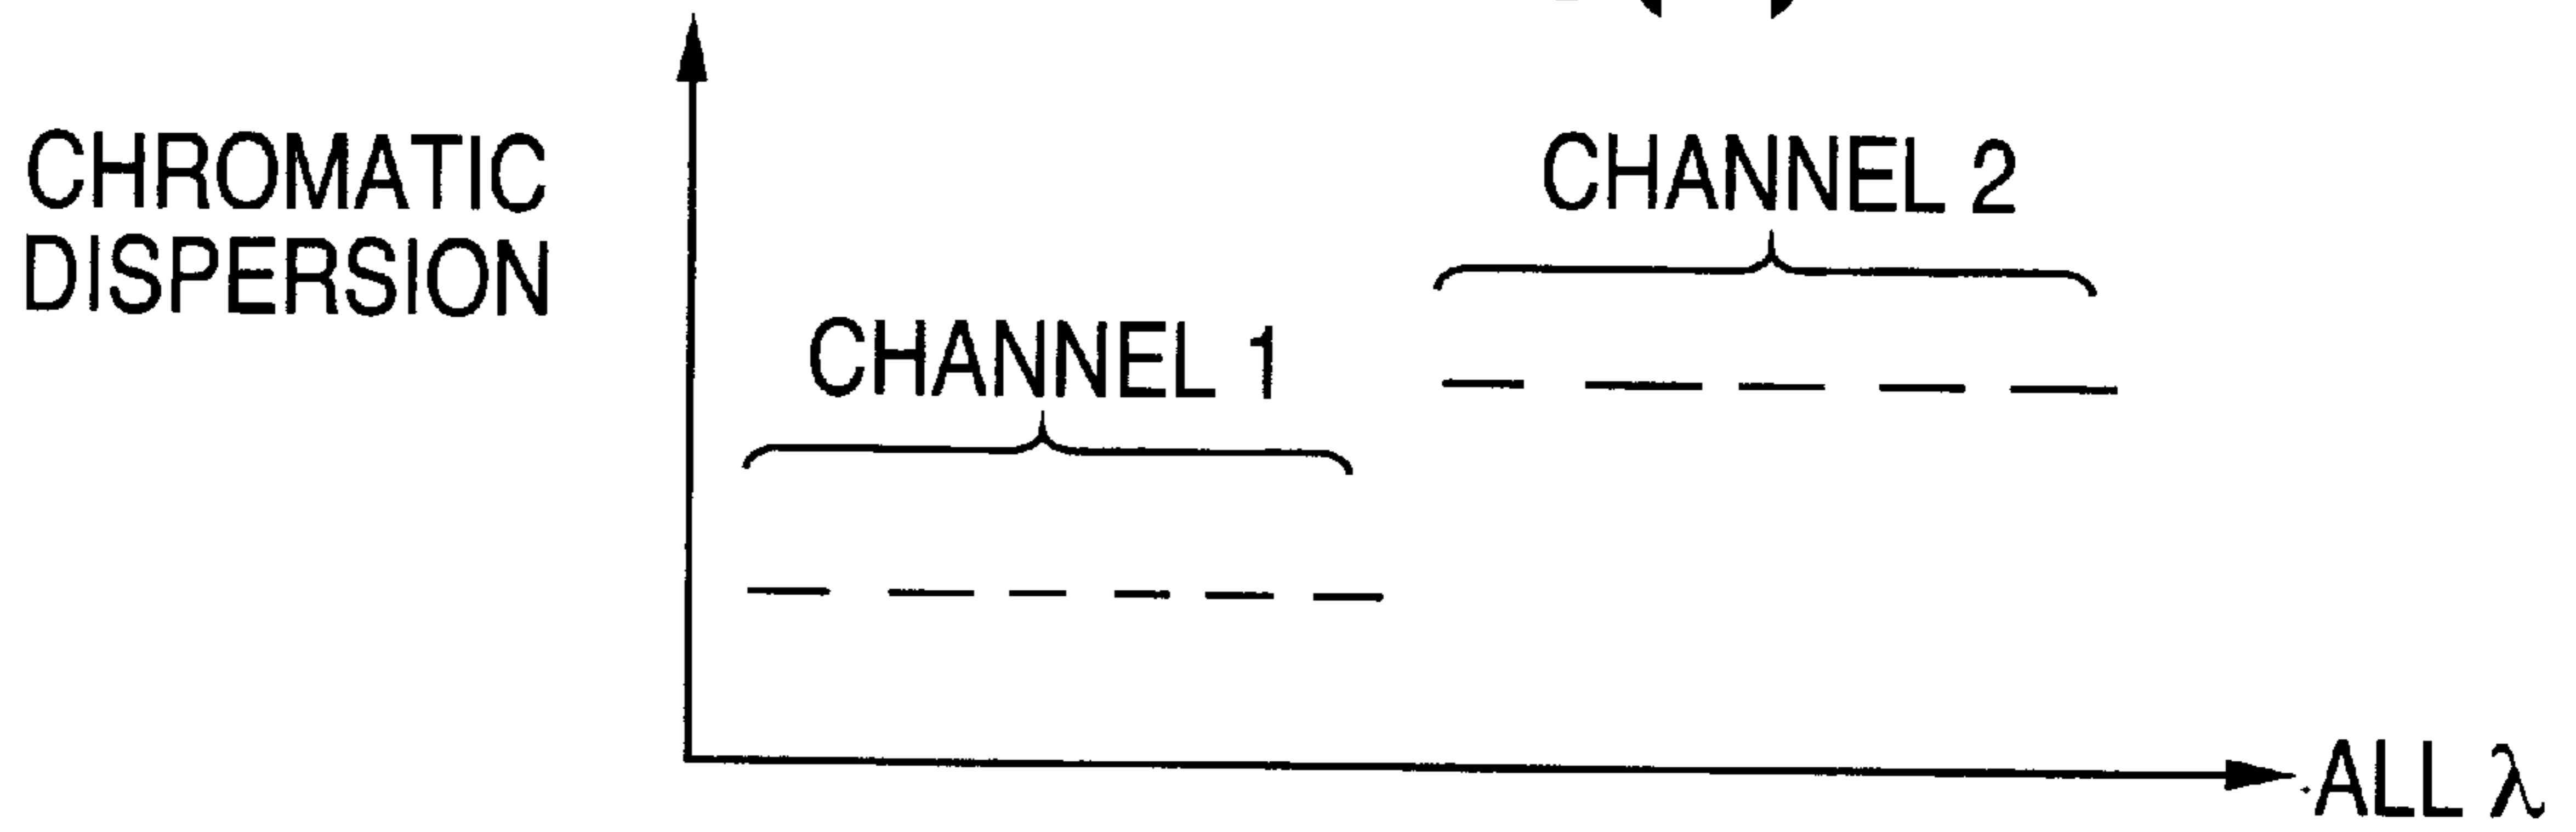 CHROMATIC
DISPERSION
CHANNEL 2
CHANNEL 1
ALL λ